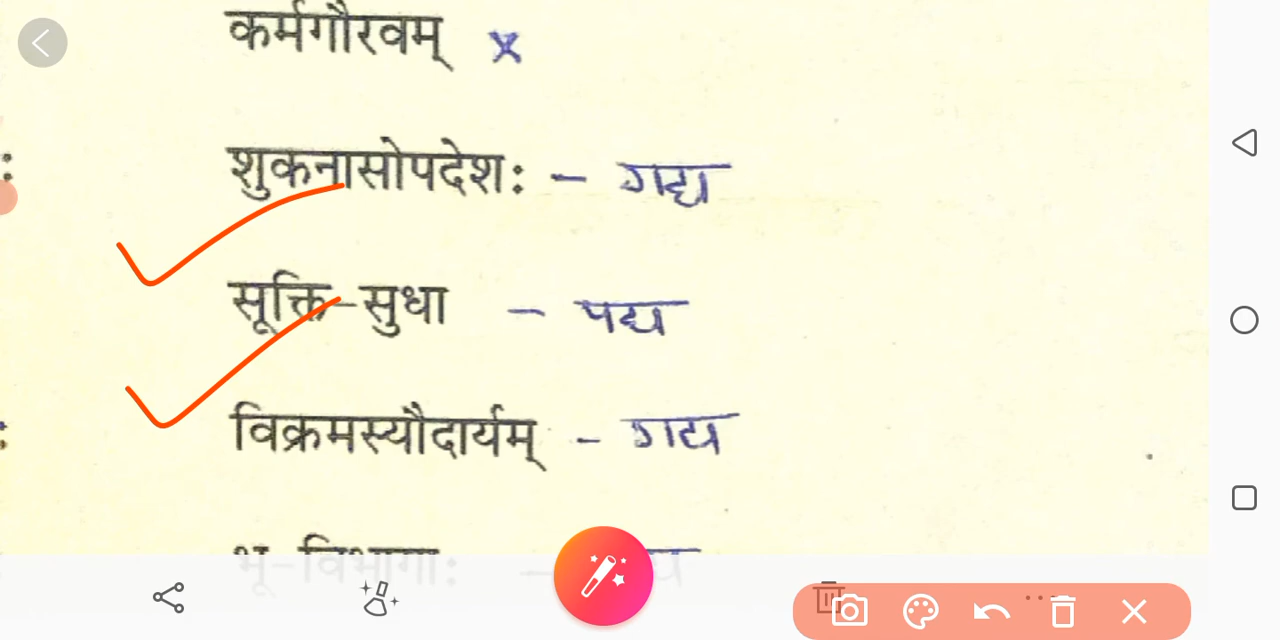 कर्मगौरवम् x
शुकनासोपदेशः - गद्य
सूक्ति-सुधा - पद्य
विक्रमस्यौदार्यम् - गद्य
भू-विभागाः -